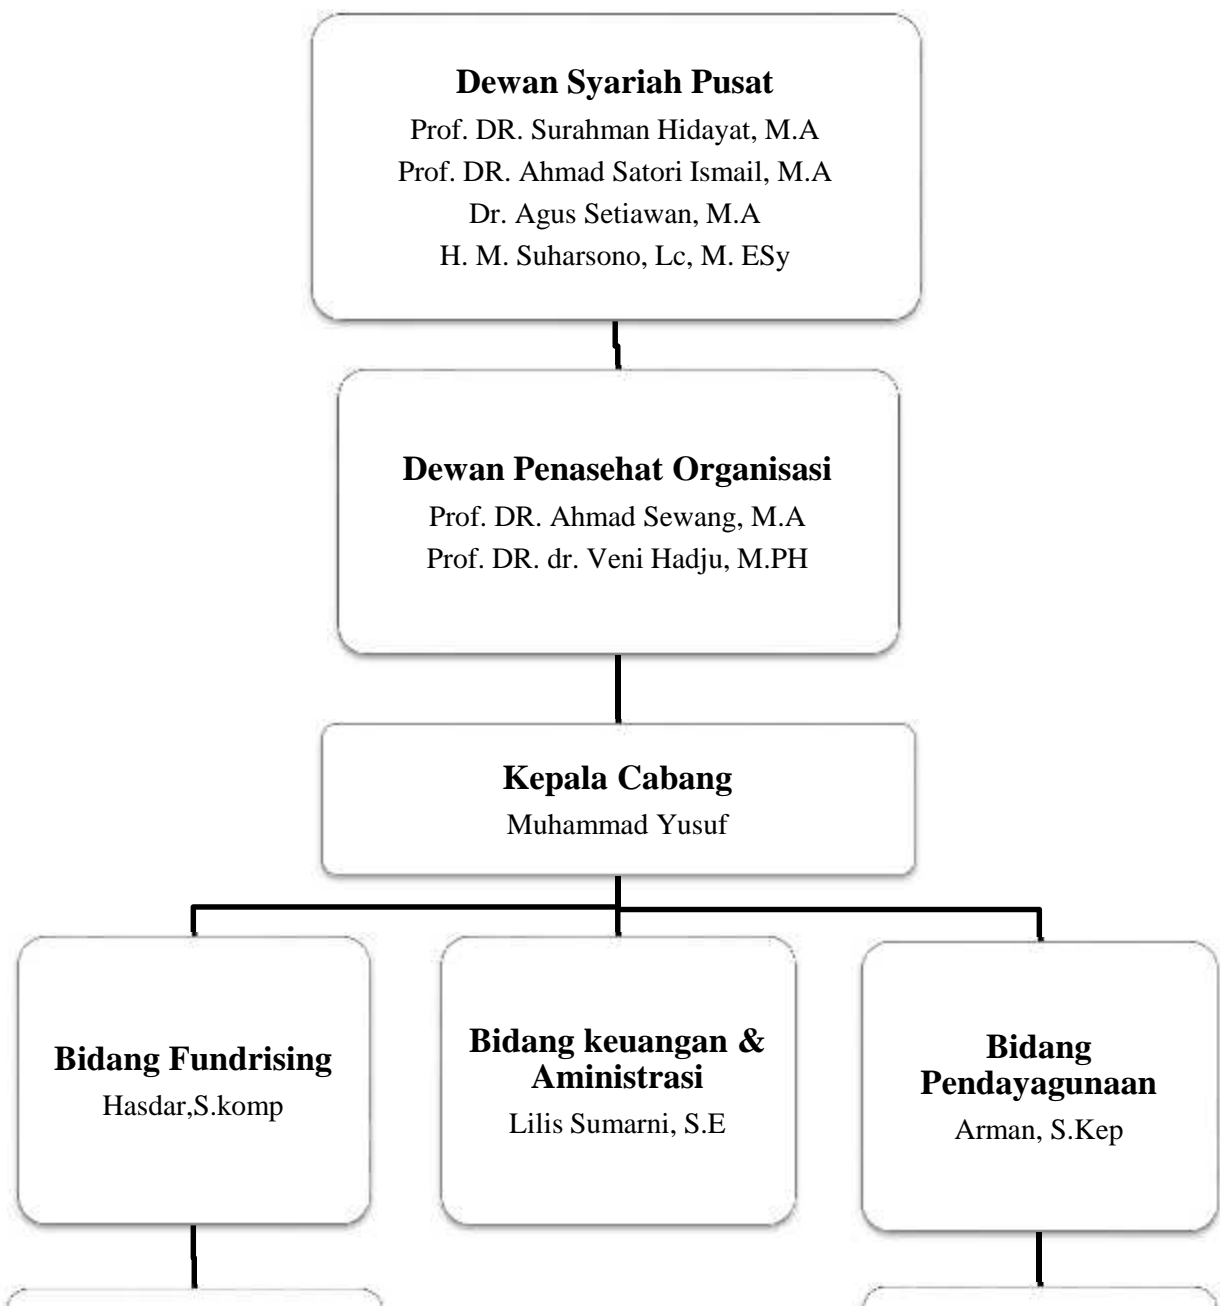 Dewan Syariah Pusat
Prof. DR. Surahman Hidayat, M.A
Prof. DR. Ahmad Satori Ismail, M.A
Dr. Agus Setiawan, M.A
H. M. Suharsono, Lc, M. ESy
Dewan Penasehat Organisasi
Prof. DR. Ahmad Sewang, M.A
Prof. DR. dr. Veni Hadju, M.PH
Kepala Cabang
Muhammad Yusuf
Bidang Fundrising
Hasdar,S.komp
Bidang keuangan &
Aministrasi
Lilis Sumarni, S.E
Bidang
Pendayagunaan
Arman, S.Kep